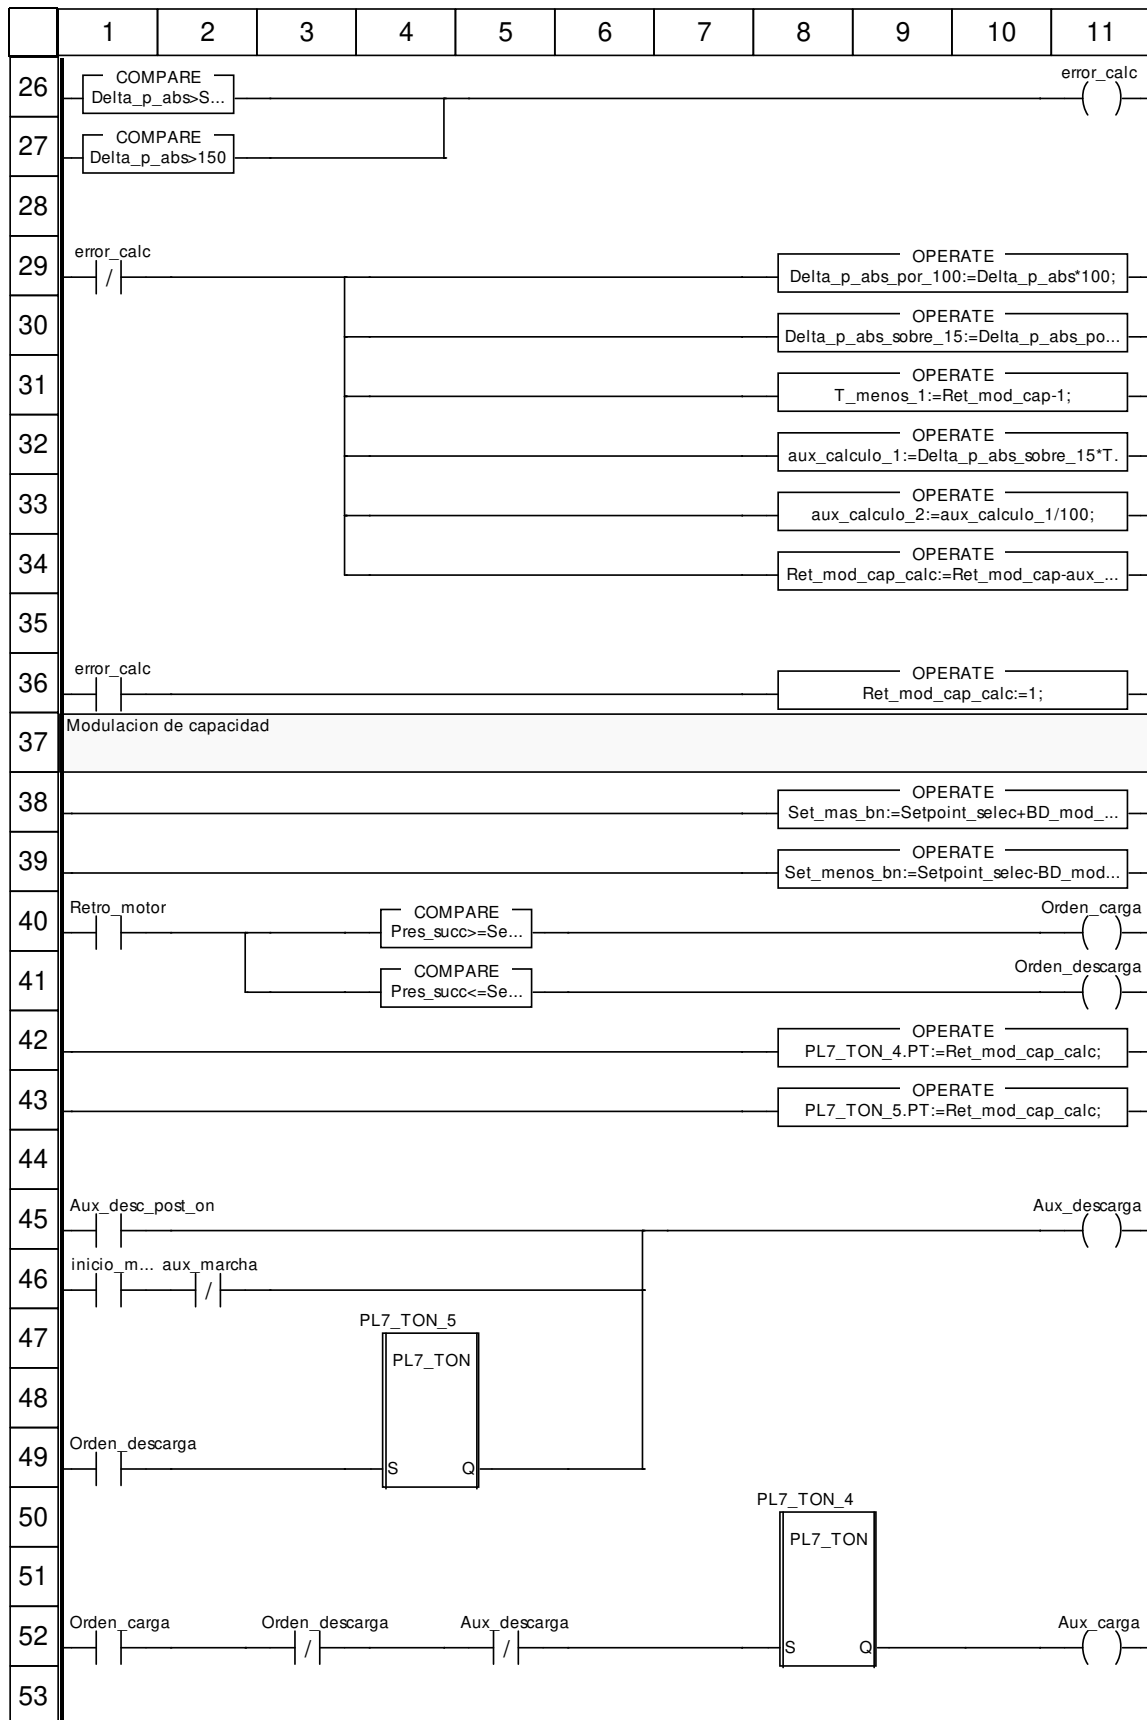 1 2 3 4 5 6 7 8 9 10 11
26
COMPARE
Delta_p_abs>S...
error_calc
( )
27
COMPARE
Delta_p_abs>150
28
29
error_calc
/
OPERATE
Delta_p_abs_por_100:=Delta_p_abs*100;
30
OPERATE
Delta_p_abs_sobre_15:=Delta_p_abs_po...
31
OPERATE
T_menos_1:=Ret_mod_cap-1;
32
OPERATE
aux_calculo_1:=Delta_p_abs_sobre_15*T.
33
OPERATE
aux_calculo_2:=aux_calculo_1/100;
34
OPERATE
Ret_mod_cap_calc:=Ret_mod_cap-aux_...
35
36
error_calc
OPERATE
Ret_mod_cap_calc:=1;
37
Modulacion de capacidad
38
OPERATE
Set_mas_bn:=Setpoint_selec+BD_mod_...
39
OPERATE
Set_menos_bn:=Setpoint_selec-BD_mod...
40
Retro_motor
COMPARE
Pres_succ>=Se...
Orden_carga
( )
41
COMPARE
Pres_succ<=Se...
Orden_descarga
( )
42
OPERATE
PL7_TON_4.PT:=Ret_mod_cap_calc;
43
OPERATE
PL7_TON_5.PT:=Ret_mod_cap_calc;
44
45
Aux_desc_post_on
Aux_descarga
( )
46
inicio_m... aux_marcha
/
47
PL7_TON_5
PL7_TON
48
49
Orden_descarga
S Q
50
PL7_TON_4
PL7_TON
51
52
Orden_carga Orden_descarga Aux_descarga
/ /
S Q
Aux_carga
( )
53